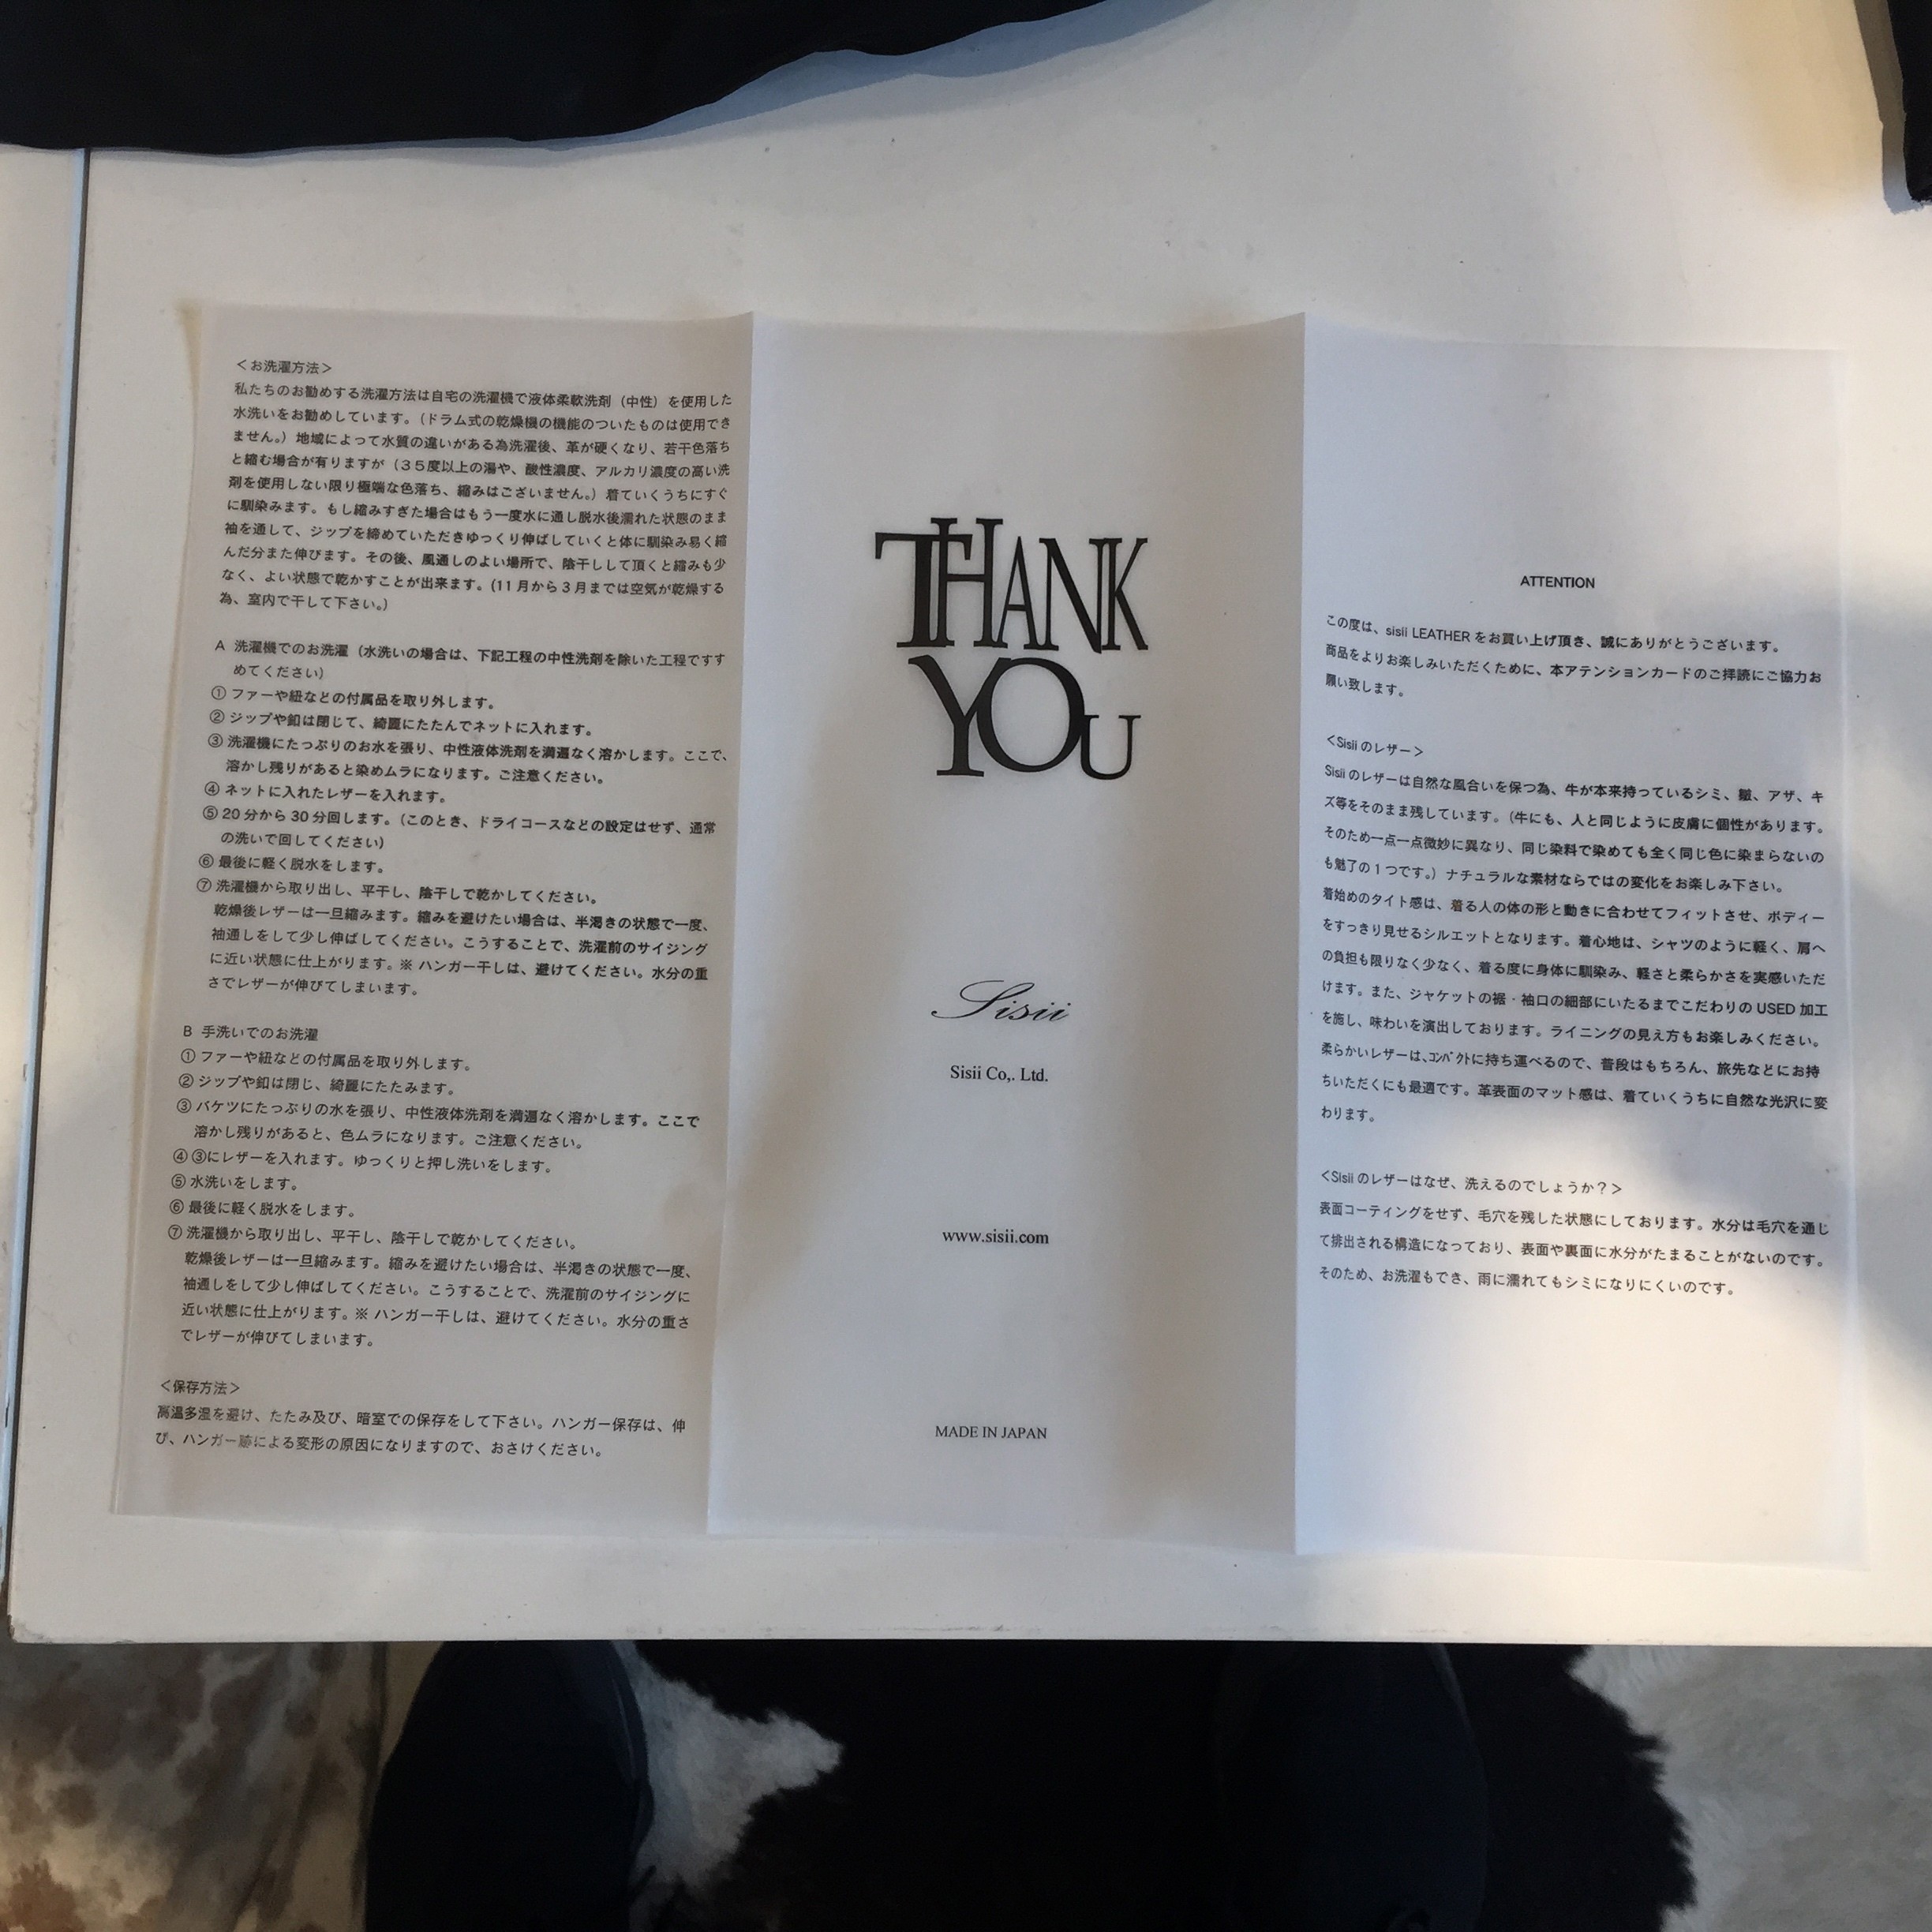 ＜お洗濯方法＞
私たちのお勧めする洗濯方法は自宅の洗濯機で液体柔軟洗剤（中性）を使用した
水洗いをお勧めしています。（ドラム式の乾燥機の機能のついたものは使用でき
ません。）地域によって水質の違いがある為洗濯後、革が硬くなり、若干色落ち
と縮む場合が有りますが（３５度以上の湯や、酸性濃度、アルカリ濃度の高い洗
剤を使用しない限り極端な色落ち、縮みはございません。）着ていくうちにすぐ
に馴染みます。もし縮みすぎた場合はもう一度水に通し脱水後濡れた状態のまま
袖を通して、ジップを締めていただきゆっくり伸ばしていくと体に馴染み易く縮
んだ分また伸びます。その後、風通しのよい場所で、陰干しして頂くと縮みも少
なく、よい状態で乾かすことが出来ます。(11月から3月までは空気が乾燥する
為、室内で干して下さい。）
A 洗濯機でのお洗濯（水洗いの場合は、下記工程の中性洗剤を除いた工程ですす
めてください）
① ファーや紐などの付属品を取り外します。
② ジップや釦は閉じて、綺麗にたたんでネットに入れます。
③ 洗濯機にたっぷりのお水を張り、中性液体洗剤を満遍なく溶かします。ここで、
溶かし残りがあると染めムラになります。ご注意ください。
④ ネットに入れたレザーを入れます。
⑤ 20分から30分回します。（このとき、ドライコースなどの設定はせず、通常
の洗いで回してください）
⑥ 最後に軽く脱水をします。
⑦ 洗濯機から取り出し、平干し、陰干しで乾かしてください。
乾燥後レザーは一旦縮みます。縮みを避けたい場合は、半渇きの状態で一度、
袖通しをして少し伸ばしてください。こうすることで、洗濯前のサイジング
に近い状態に仕上がります。※ ハンガー干しは、避けてください。水分の重
さでレザーが伸びてしまいます。
B 手洗いでのお洗濯
① ファーや紐などの付属品を取り外します。
② ジップや釦は閉じ、綺麗にたたみます。
③ バケツにたっぷりの水を張り、中性液体洗剤を満遍なく溶かします。ここで
溶かし残りがあると、色ムラになります。ご注意ください。
④ ③にレザーを入れます。ゆっくりと押し洗いをします。
⑤ 水洗いをします。
⑥ 最後に軽く脱水をします。
⑦ 洗濯機から取り出し、平干し、陰干しで乾かしてください。
乾燥後レザーは一旦縮みます。縮みを避けたい場合は、半渇きの状態で一度、
袖通しをして少し伸ばしてください。こうすることで、洗濯前のサイジングに
近い状態に仕上がります。※ ハンガー干しは、避けてください。水分の重さ
でレザーが伸びてしまいます。
＜保存方法＞
高温多湿を避け、たたみ及び、暗室での保存をして下さい。ハンガー保存は、伸
び、ハンガー跡による変形の原因になりますので、おさけください。
THANK
YOU
Sisii
Sisii Co,. Ltd.
www.sisii.com
MADE IN JAPAN
ATTENTION
この度は、sisii LEATHERをお買い上げ頂き、誠にありがとうございます。
商品をよりお楽しみいただくために、本アテンションカードのご拝読にご協力お
願い致します。
＜Sisiiのレザー＞
Sisiiのレザーは自然な風合いを保つ為、牛が本来持っているシミ、皺、アザ、キ
ズ等をそのまま残しています。（牛にも、人と同じように皮膚に個性があります。
そのため一点一点微妙に異なり、同じ染料で染めても全く同じ色に染まらないの
も魅了の1つです。）ナチュラルな素材ならではの変化をお楽しみ下さい。
着始めのタイト感は、着る人の体の形と動きに合わせてフィットさせ、ボディー
をすっきり見せるシルエットとなります。着心地は、シャツのように軽く、肩へ
の負担も限りなく少なく、着る度に身体に馴染み、軽さと柔らかさを実感いただ
けます。また、ジャケットの裾・袖口の細部にいたるまでこだわりのUSED加工
を施し、味わいを演出しております。ライニングの見え方もお楽しみください。
柔らかいレザーは、ｺﾝﾊﾟｸﾄに持ち運べるので、普段はもちろん、旅先などにお持
ちいただくにも最適です。革表面のマット感は、着ていくうちに自然な光沢に変
わります。
＜Sisiiのレザーはなぜ、洗えるのでしょうか？＞
表面コーティングをせず、毛穴を残した状態にしております。水分は毛穴を通じ
て排出される構造になっており、表面や裏面に水分がたまることがないのです。
そのため、お洗濯もでき、雨に濡れてもシミになりにくいのです。